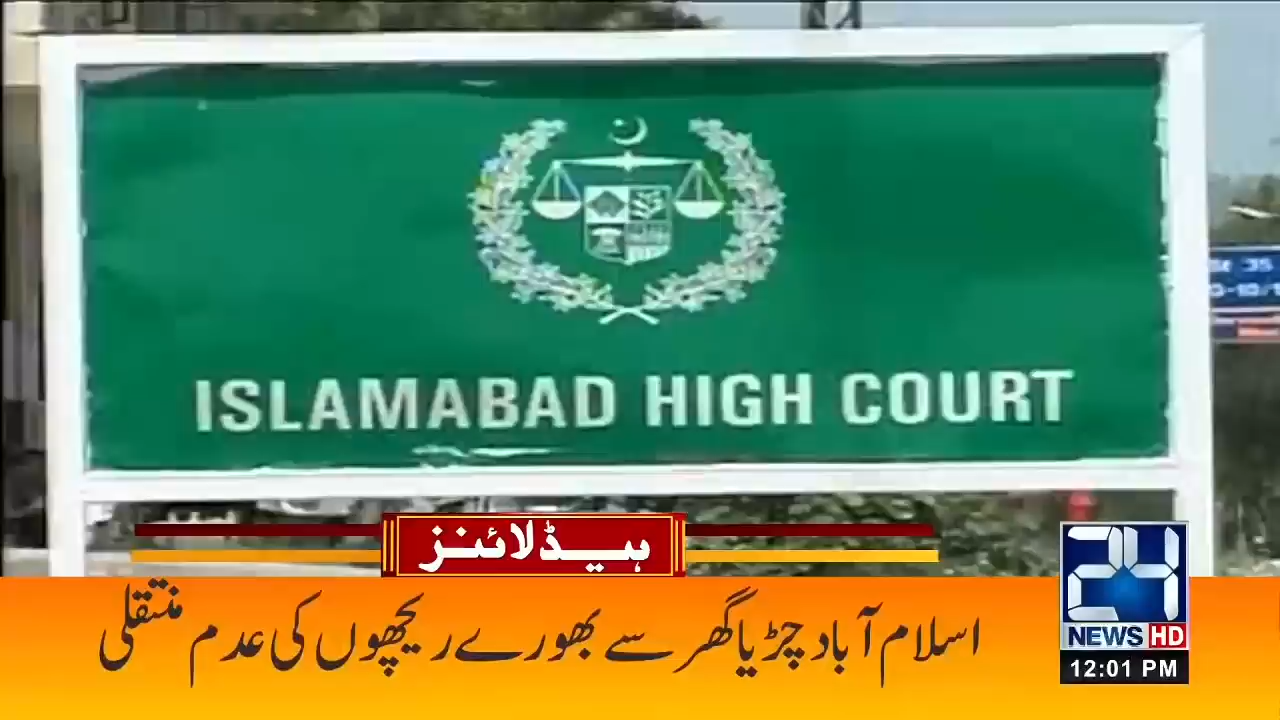 ISLAMABAD HIGH COURT
ہیڈلائنز
اسلام آباد چڑیا گھر سے بھورے ریچھوں کی عدم منتقلی
24
NEWS HD
12:01 PM